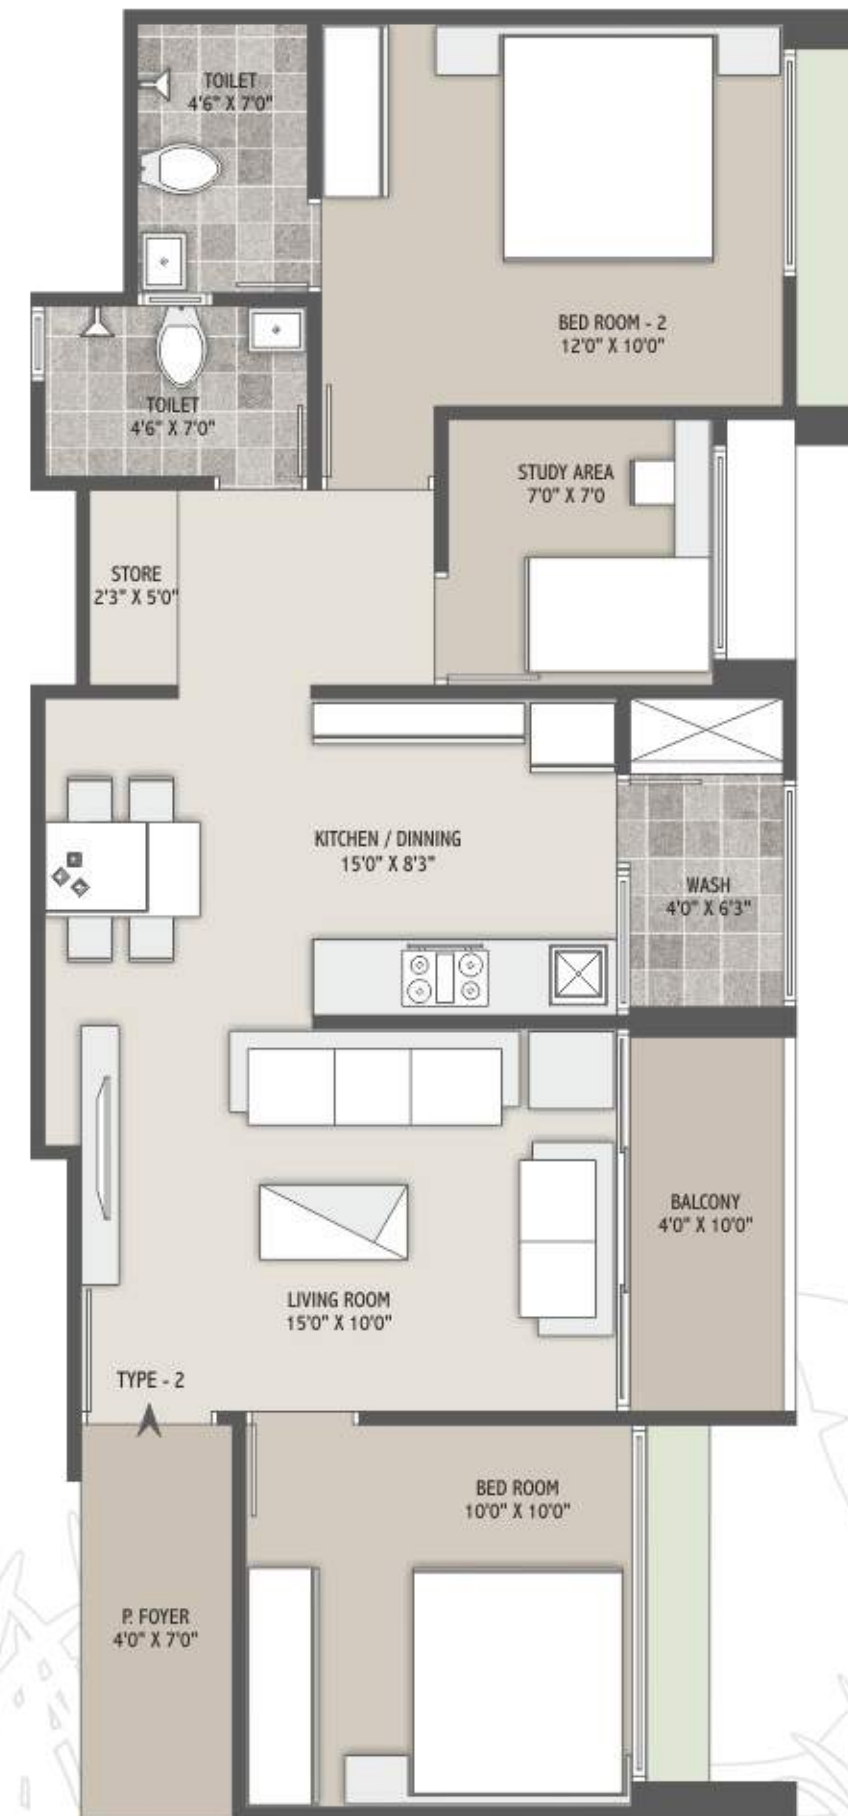 TOILET
4'6" X 7'0"
BED ROOM - 2
12'0" X 10'0"
TOILET
4'6" X 7'0"
STUDY AREA
7'0" X 7'0
STORE
2'3" X 5'0"
KITCHEN / DINNING
15'0" X 8'3"
WASH
4'0" X 6'3"
BALCONY
4'0" X 10'0"
LIVING ROOM
15'0" X 10'0"
TYPE - 2
BED ROOM
10'0" X 10'0"
P. FOYER
4'0" X 7'0"